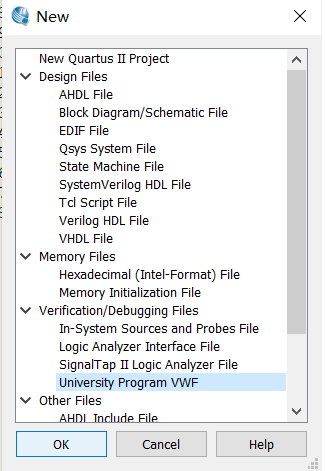 New
New Quartus II Project
Design Files
AHDL File
Block Diagram/Schematic File
EDIF File
Qsys System File
State Machine File
SystemVerilog HDL File
Tcl Script File
Verilog HDL File
VHDL File
Memory Files
Hexadecimal (Intel-Format) File
Memory Initialization File
Verification/Debugging Files
In-System Sources and Probes File
Logic Analyzer Interface File
SignalTap II Logic Analyzer File
University Program VWF
Other Files
AHDL Include File
OK
Cancel
Help